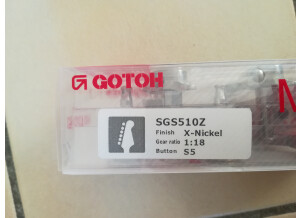 GOTOH
SGS510Z
Finish X-Nickel
Gear ratio 1:18
Button S5